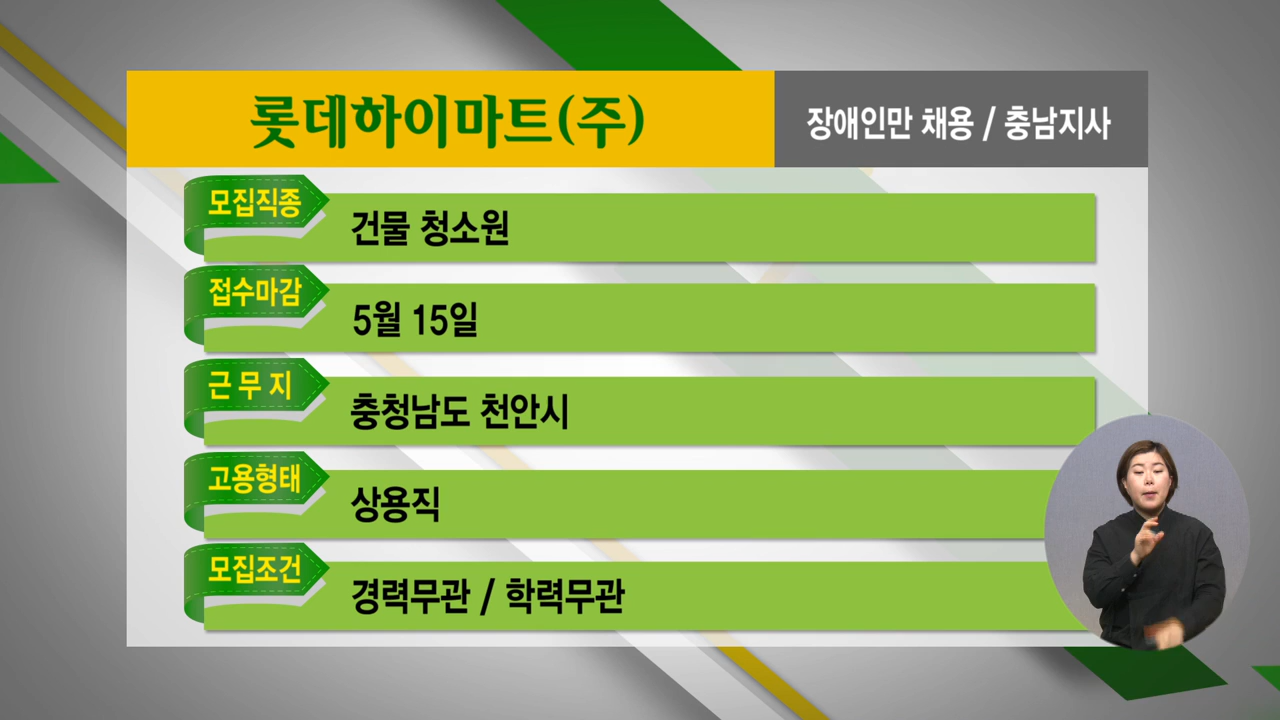 롯데하이마트(주)
장애인만 채용 / 충남지사
모집직종
건물 청소원
접수마감
5월 15일
근 무 지
충청남도 천안시
고용형태
상용직
모집조건
경력무관 / 학력무관